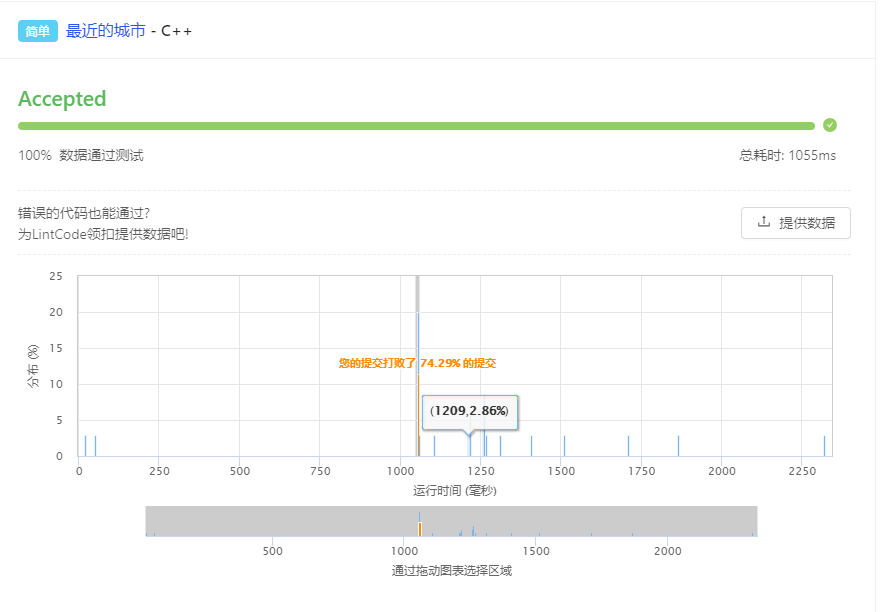 简单 最近的城市 - C++
Accepted
100% 数据通过测试 总耗时: 1055ms
错误的代码也能通过?
为LintCode领扣提供数据吧!
提供数据
25
20
15
10
5
0
分布 (%)
您的提交打败了 74.29% 的提交
(1209,2.86%)
0 250 500 750 1000 1250 1500 1750 2000 2250
运行时间 (毫秒)
500 1000 1500 2000
通过拖动图表选择区域